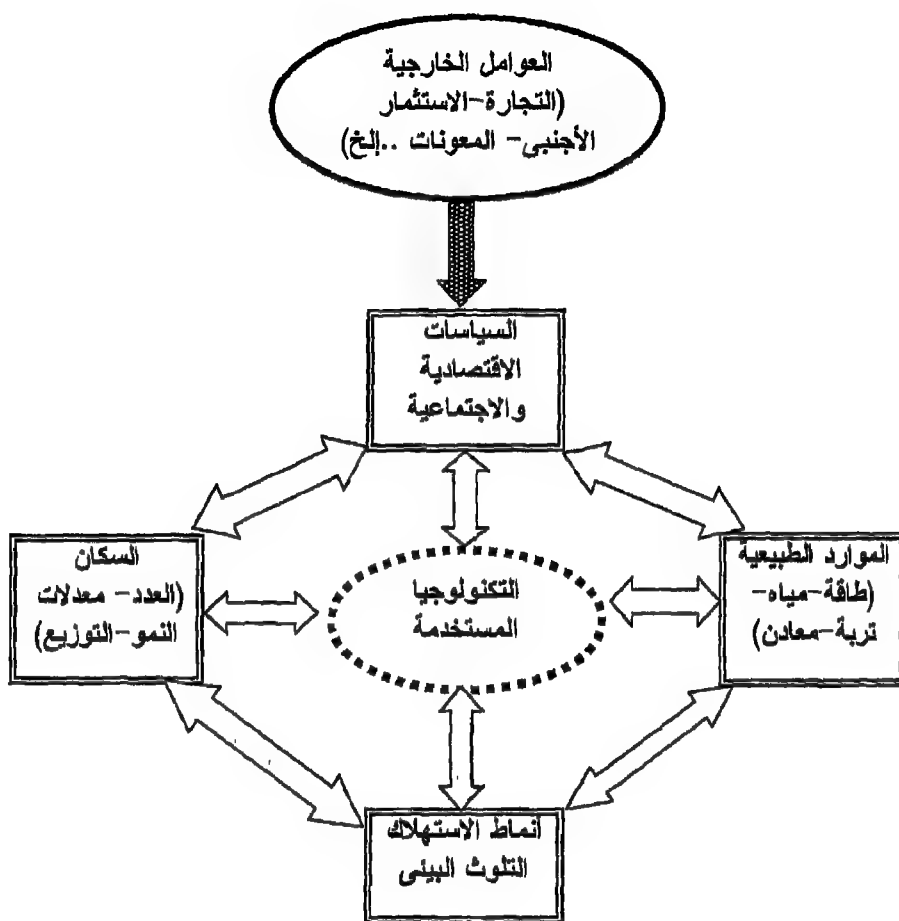 العوامل الخارجية
(التجارة-الاستثمار
الأجنبى- المعونات ..إلخ)
السياسات
الاقتصادية
والاجتماعية
الموارد الطبيعية
(طاقة-مياه-
تربة-معادن)
التكنولوجيا
المستخدمة
السكان
(العدد- معدلات
النمو-التوزيع)
أنماط الاستهلاك
التلوث البيئى